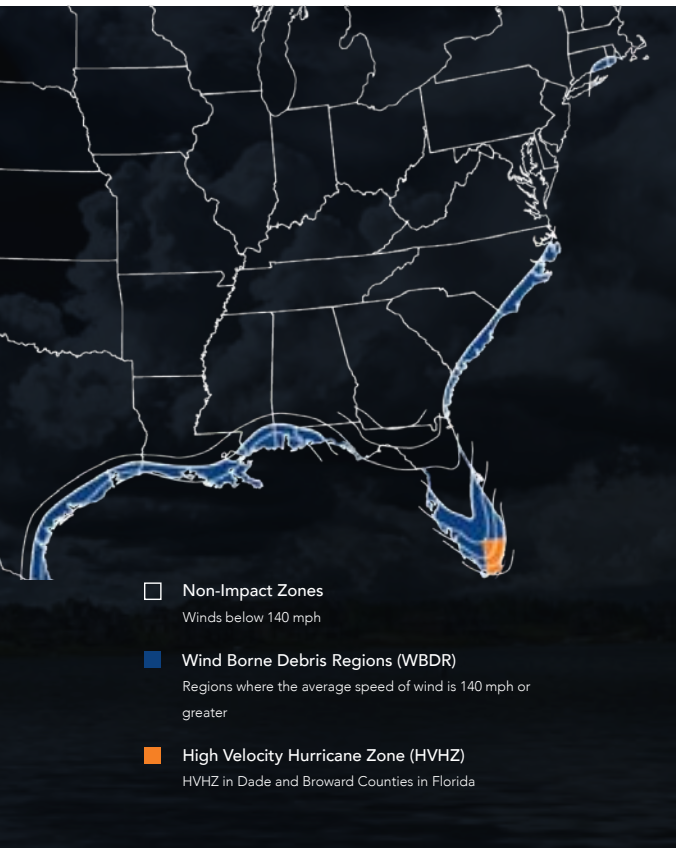 Non-Impact Zones
Winds below 140 mph
Wind Borne Debris Regions (WBDR)
Regions where the average speed of wind is 140 mph or
greater
High Velocity Hurricane Zone (HVHZ)
HVHZ in Dade and Broward Counties in Florida